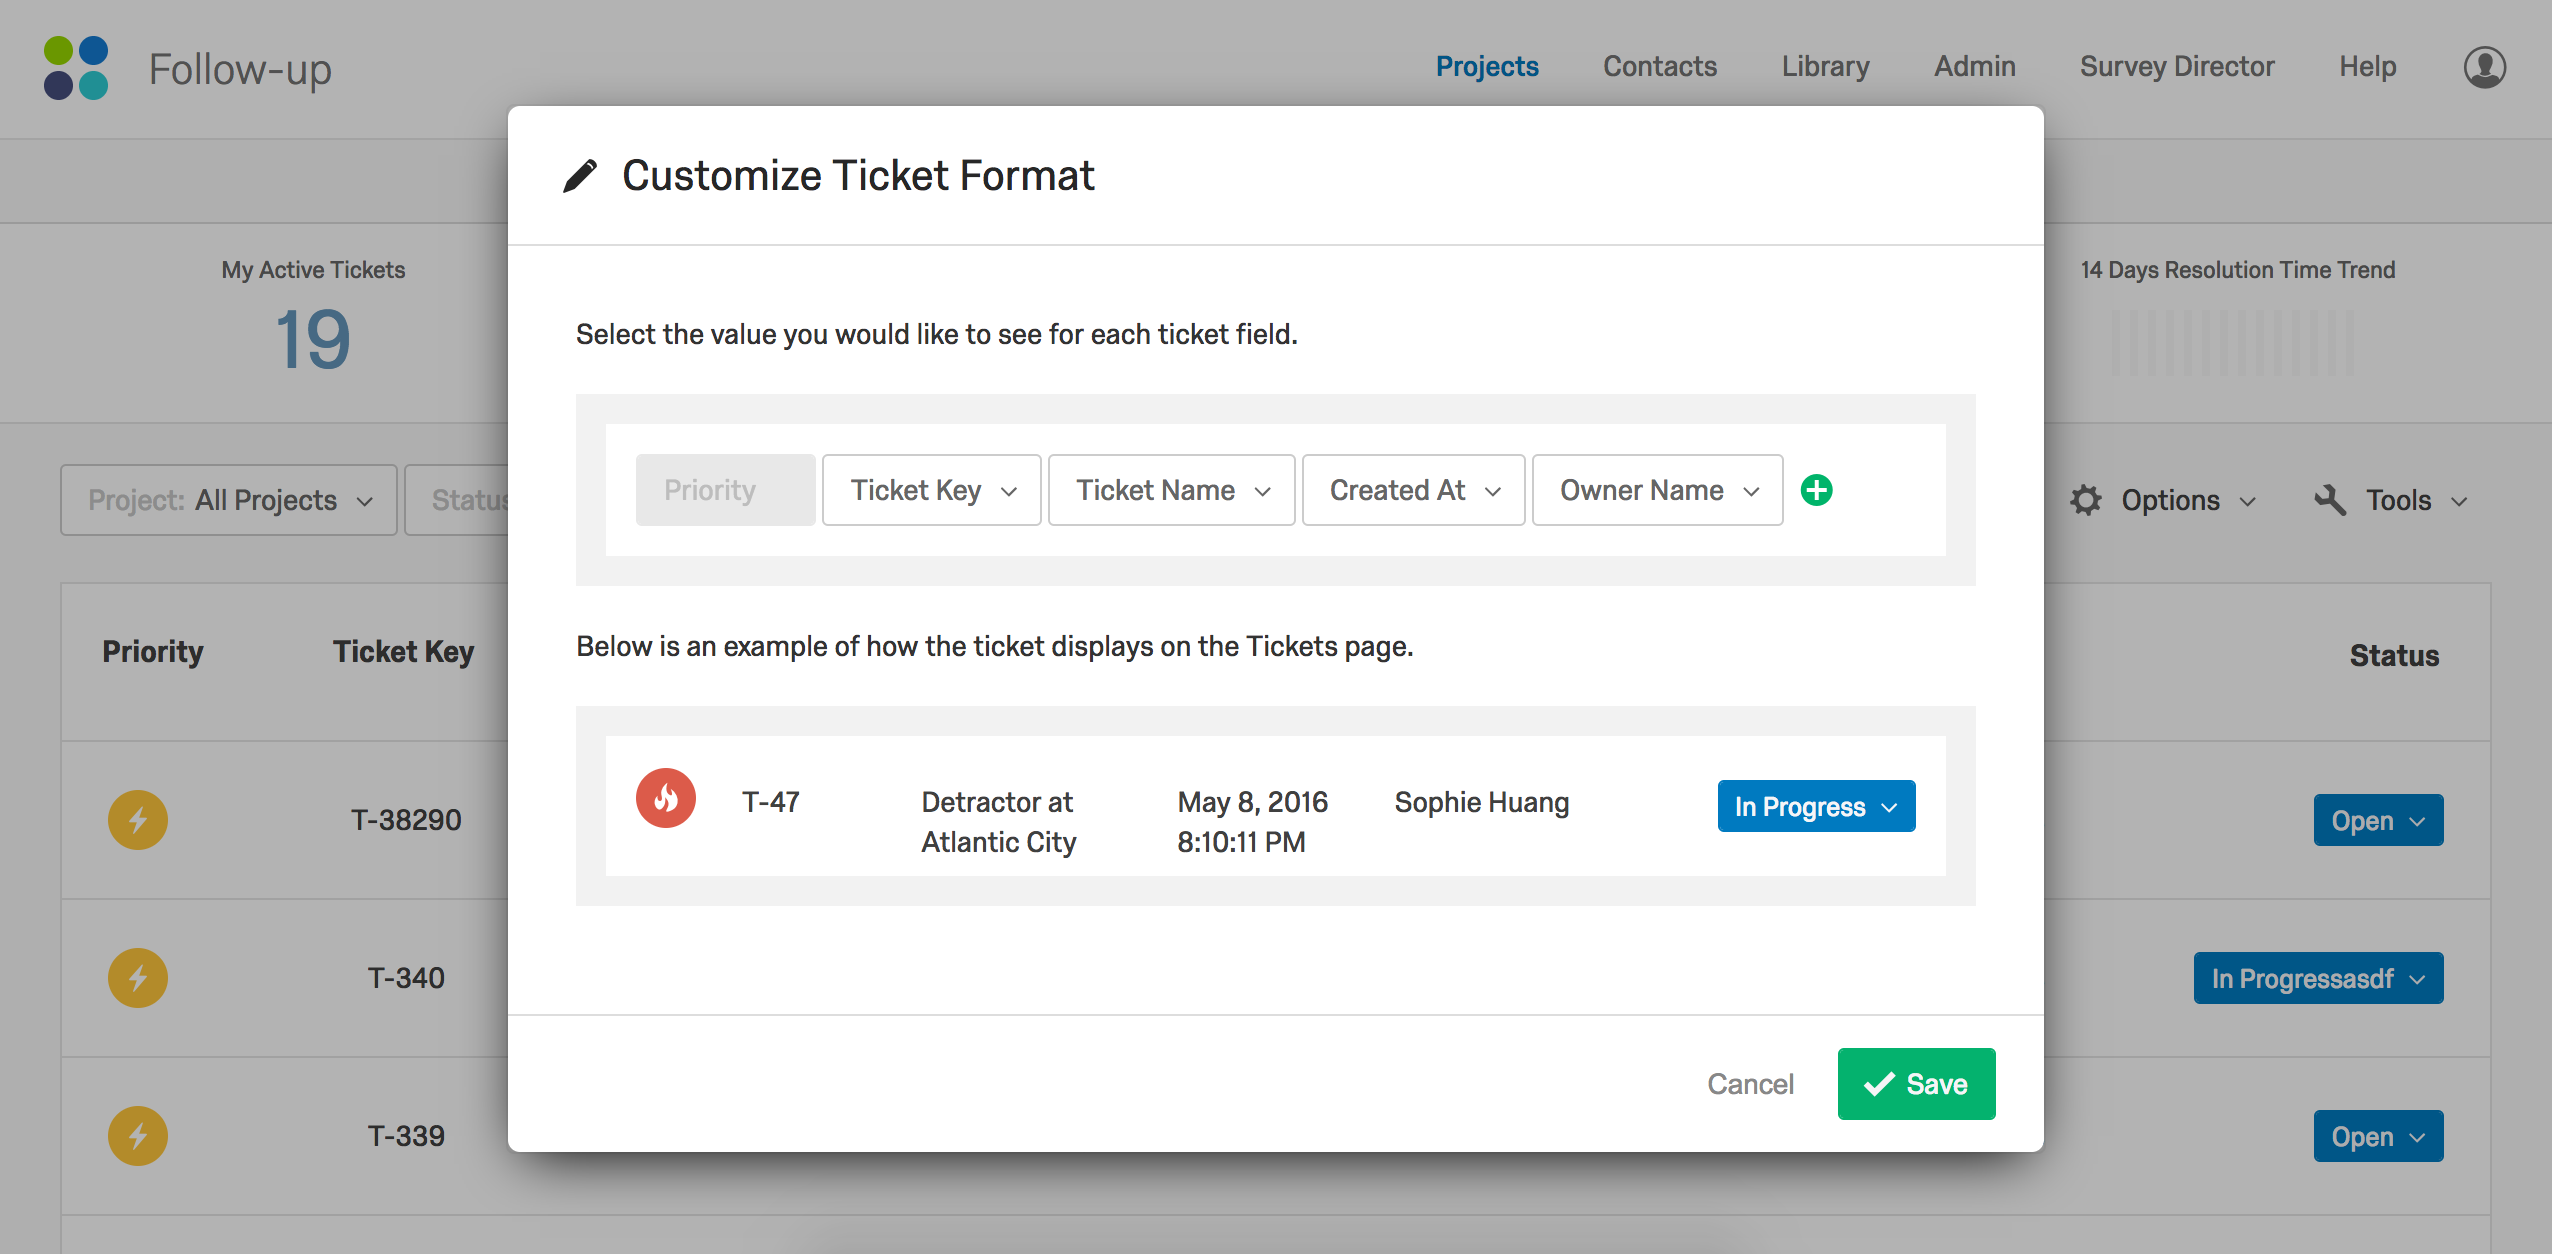 Follow-up
Projects Contacts Library Admin Survey Director Help
Customize Ticket Format
My Active Tickets
19
14 Days Resolution Time Trend
Select the value you would like to see for each ticket field.
Project: All Projects
Status
Priority Ticket Key Ticket Name Created At Owner Name
Options Tools
Priority Ticket Key Status
Below is an example of how the ticket displays on the Tickets page.
T-47 Detractor at May 8, 2016 Sophie Huang In Progress
Atlantic City 8:10:11 PM
T-38290 Open
T-340 In Progressasdf
Cancel Save
T-339 Open